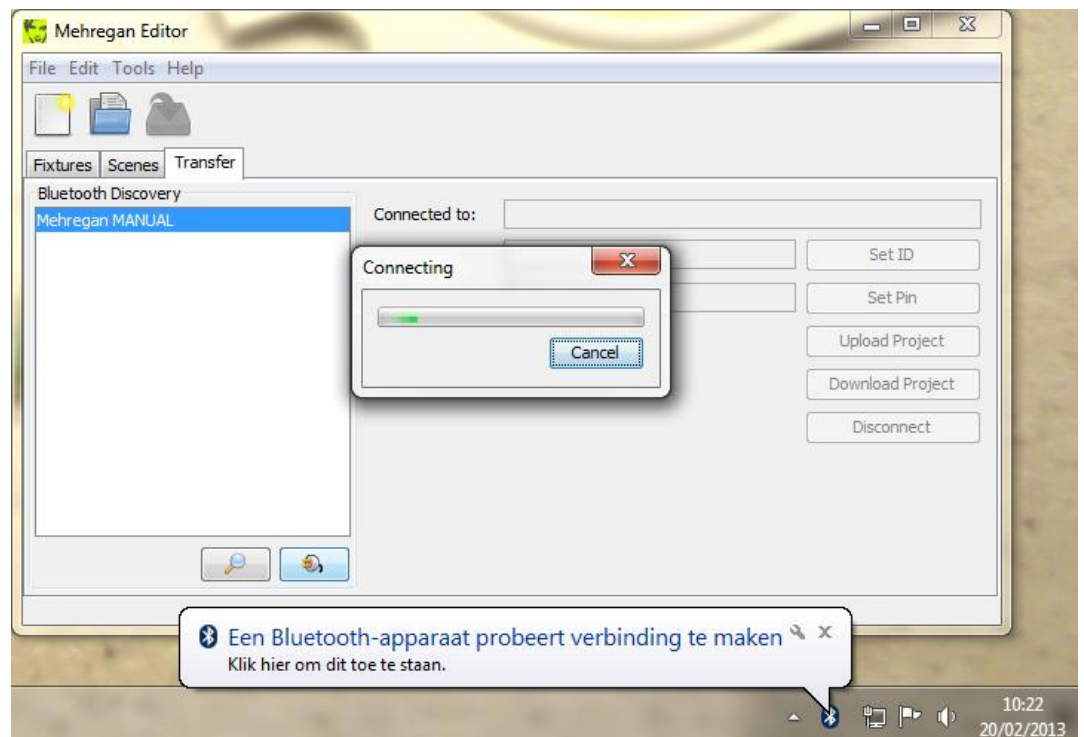 Mehregan Editor
File Edit Tools Help
Fixtures Scenes Transfer
Bluetooth Discovery
Mehregan MANUAL
Connected to:
Set ID
Set Pin
Upload Project
Download Project
Disconnect
Connecting
Cancel
Een Bluetooth-apparaat probeert verbinding te maken
Klik hier om dit toe te staan.
10:22
20/02/2013